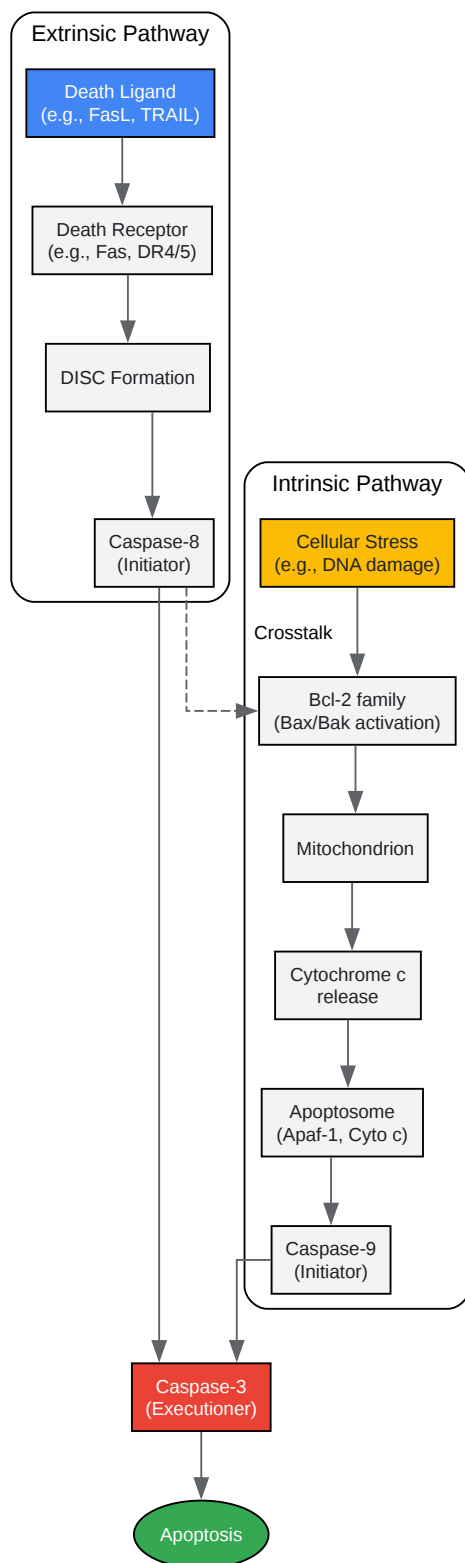 Extrinsic Pathway
Death Ligand
(e.g., FasL, TRAIL)
Death Receptor
(e.g., Fas, DR4/5)
DISC Formation
Caspase-8
(Initiator)
Intrinsic Pathway
Cellular Stress
(e.g., DNA damage)
Crosstalk
Bcl-2 family
(Bax/Bak activation)
Mitochondrion
Cytochrome c
release
Apoptosome
(Apaf-1, Cyto c)
Caspase-9
(Initiator)
Caspase-3
(Executioner)
Apoptosis